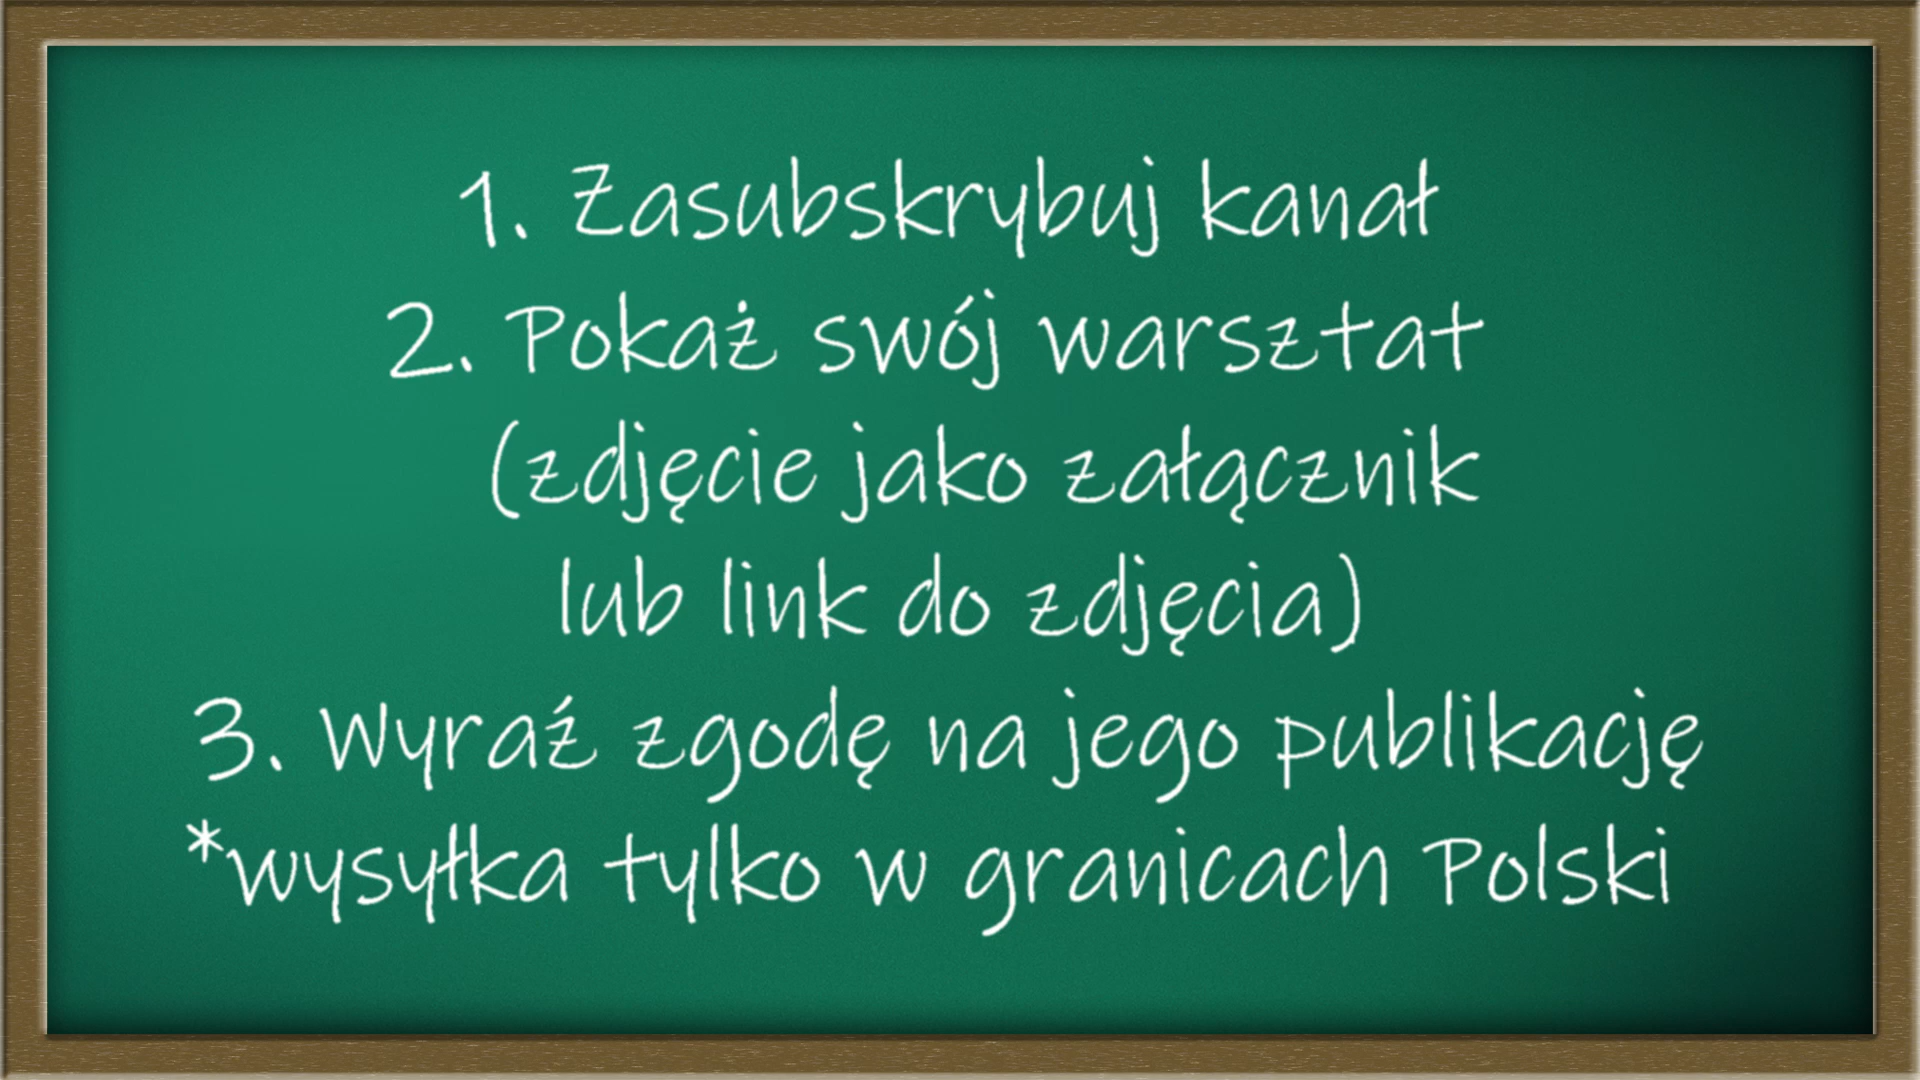 1. Zasubskrybuj kanał
2. Pokaż swój warsztat
(zdjęcie jako załącznik
lub link do zdjęcia)
3. Wyraź zgodę na jego publikację
*wysyłka tylko w granicach Polski